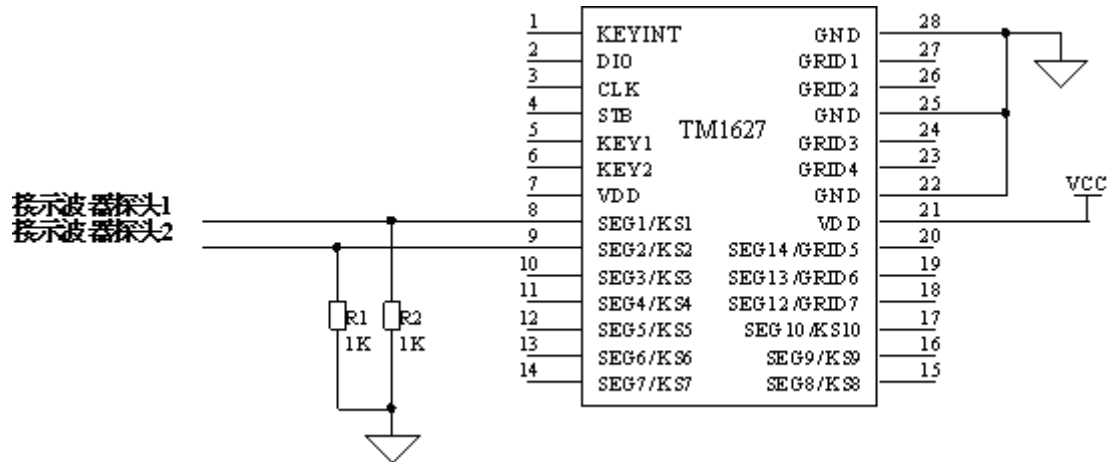 1 KEYINT GND 28
2 DIO GRID1 27
3 CLK GRID2 26
4 STB GND 25
TM1627
5 KEY1 GRID3 24
6 KEY2 GRID4 23
7 VDD GND 22
VCC
接示波器探头1
8 SEG1/KS1 VDD 21
接示波器探头2
9 SEG2/KS2 SEG14/GRID5 20
10 SEG3/KS3 SEG13/GRID6 19
11 SEG4/KS4 SEG12/GRID7 18
R1 R2
12 SEG5/KS5 SEG10/KS10 17
1K 1K
13 SEG6/KS6 SEG9/KS9 16
14 SEG7/KS7 SEG8/KS8 15